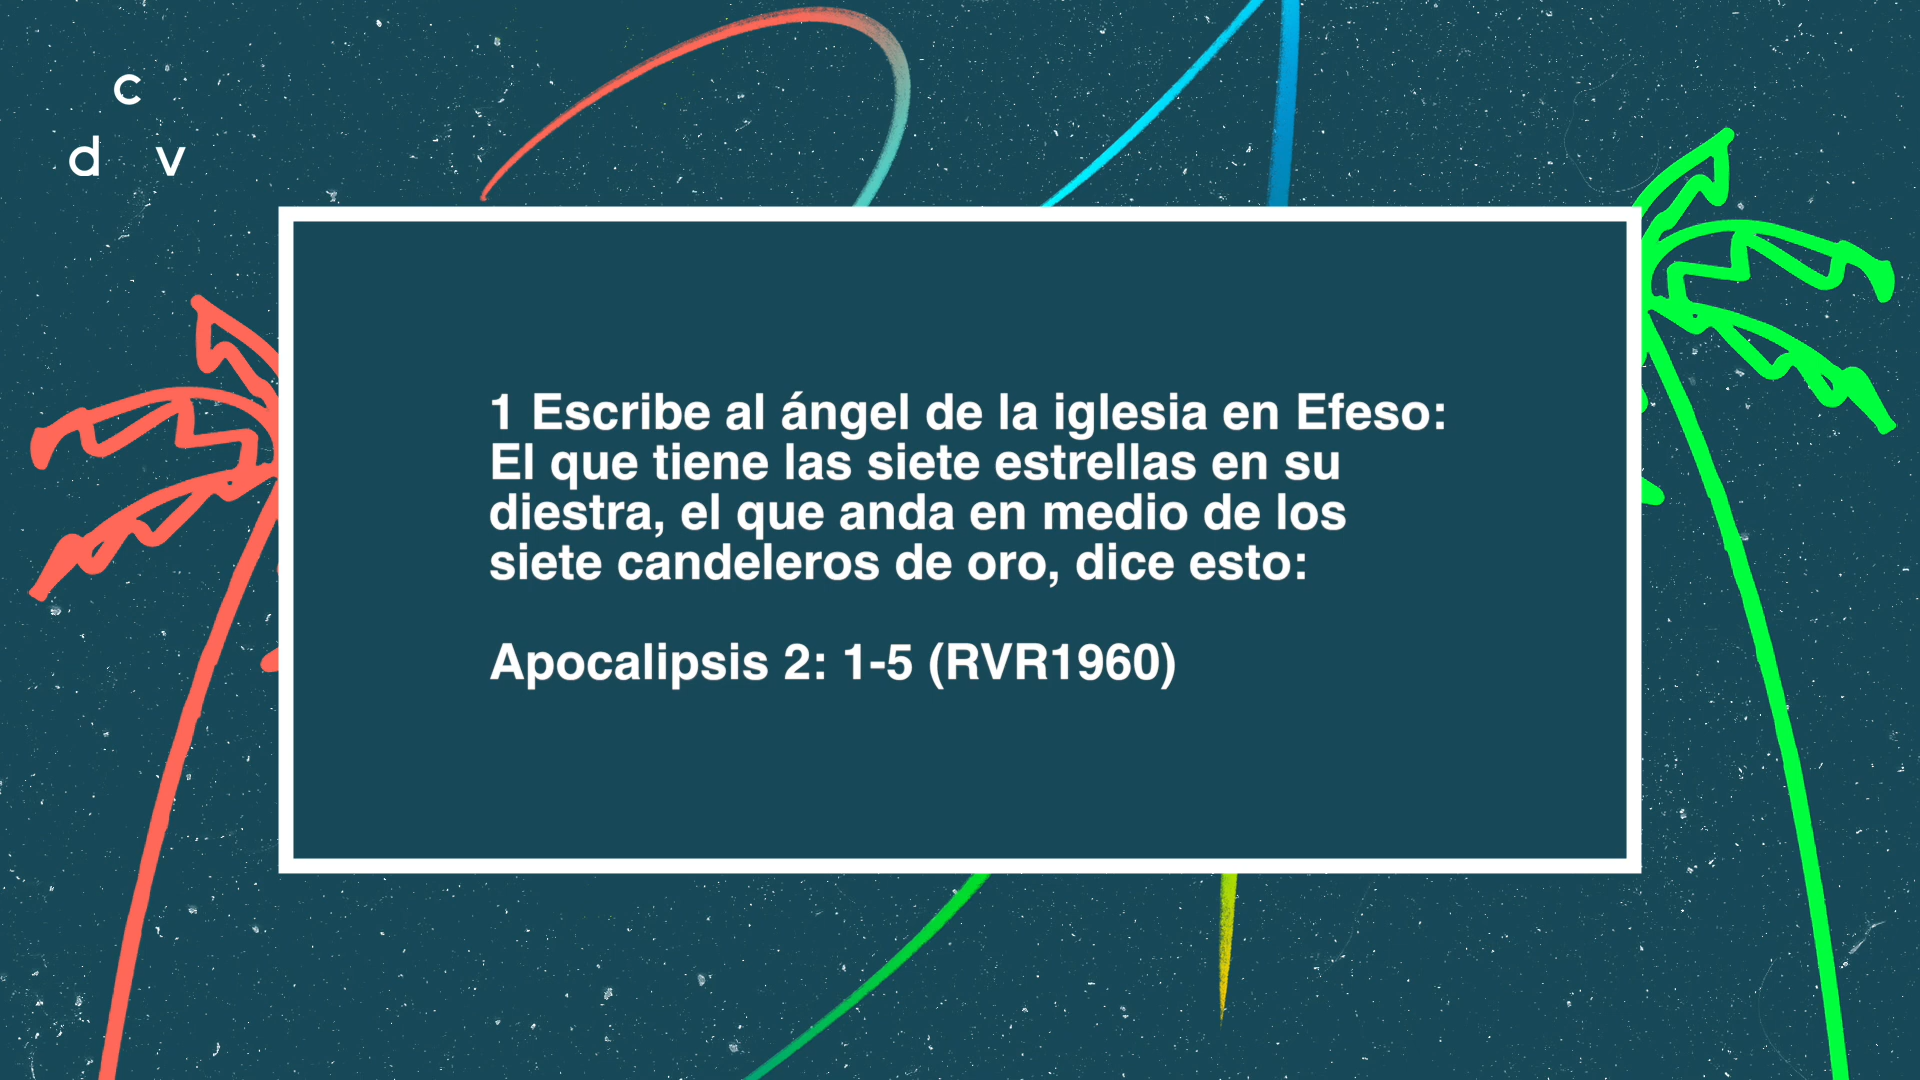 c
d v
1 Escribe al ángel de la iglesia en Efeso:
El que tiene las siete estrellas en su
diestra, el que anda en medio de los
siete candeleros de oro, dice esto:
Apocalipsis 2: 1-5 (RVR1960)